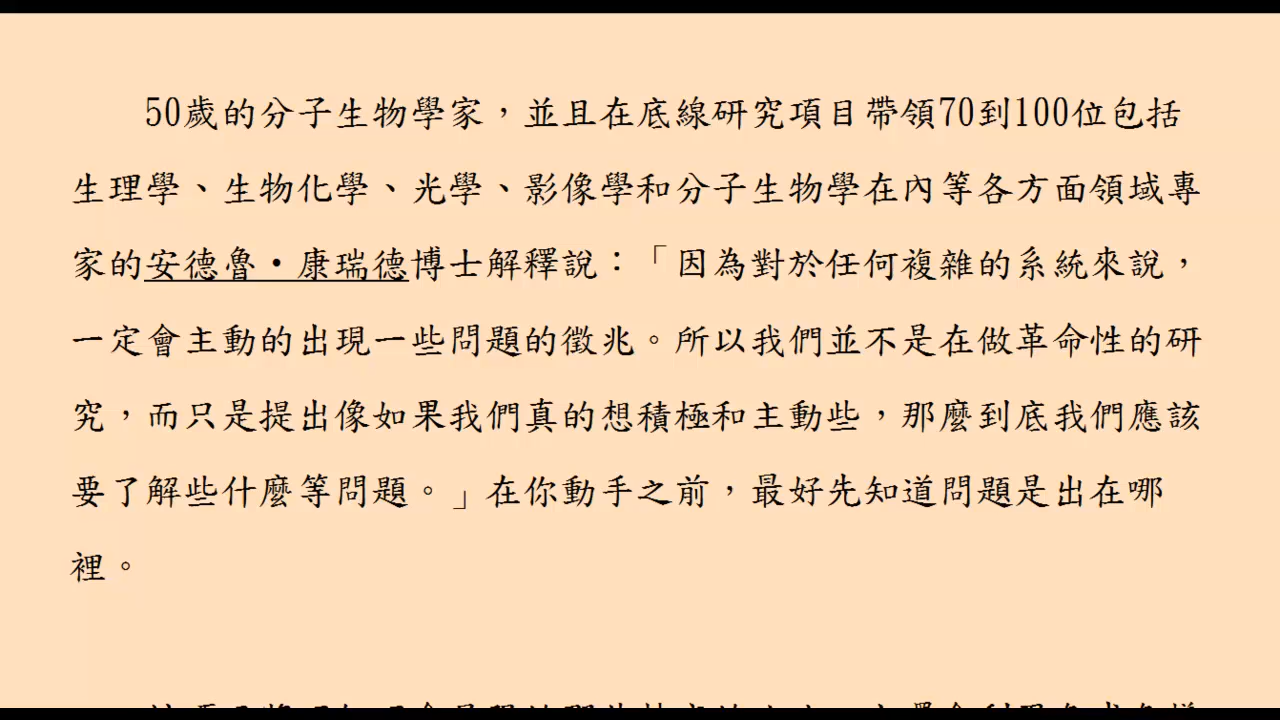 50歲的分子生物學家，並且在底線研究項目帶領70到100位包括
生理學、生物化學、光學、影像學和分子生物學在內等各方面領域專
家的安德魯·康瑞德博士解釋說：「因為對於任何複雜的系統來說，
一定會主動的出現一些問題的徵兆。所以我們並不是在做革命性的研
究，而只是提出像如果我們真的想積極和主動些，那麼到底我們應該
要了解些什麼等問題。」在你動手之前，最好先知道問題是出在哪
裡。